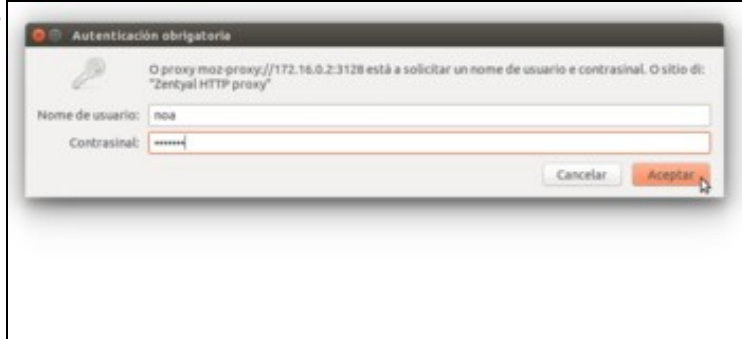 Autenticación obrigatoria
O proxy moz-proxy://172.16.0.2:3128 está a solicitar un nome de usuario e contrasinal. O sitio di:
"Zentyal HTTP proxy"
Nome de usuario: noa
Contrasinal: •••••••
Cancelar Aceptar